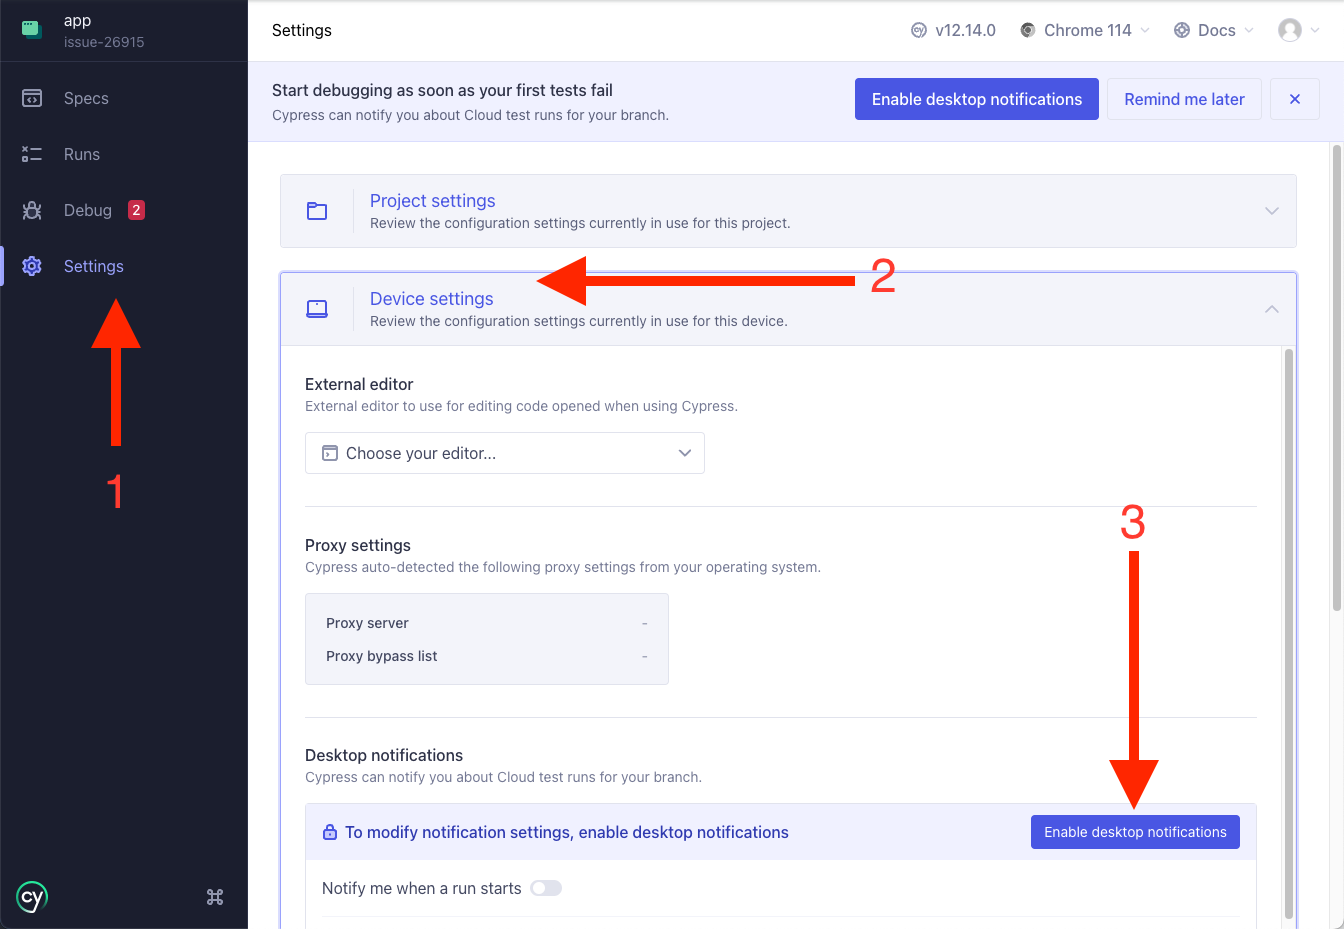 app
issue-26915
Specs
Runs
Debug 2
Settings
1
cy
Settings
cy v12.14.0 Chrome 114 Docs
Start debugging as soon as your first tests fail
Cypress can notify you about Cloud test runs for your branch.
Enable desktop notifications Remind me later
Project settings
Review the configuration settings currently in use for this project.
2
Device settings
Review the configuration settings currently in use for this device.
External editor
External editor to use for editing code opened when using Cypress.
Choose your editor...
3
Proxy settings
Cypress auto-detected the following proxy settings from your operating system.
Proxy server -
Proxy bypass list -
Desktop notifications
Cypress can notify you about Cloud test runs for your branch.
To modify notification settings, enable desktop notifications Enable desktop notifications
Notify me when a run starts